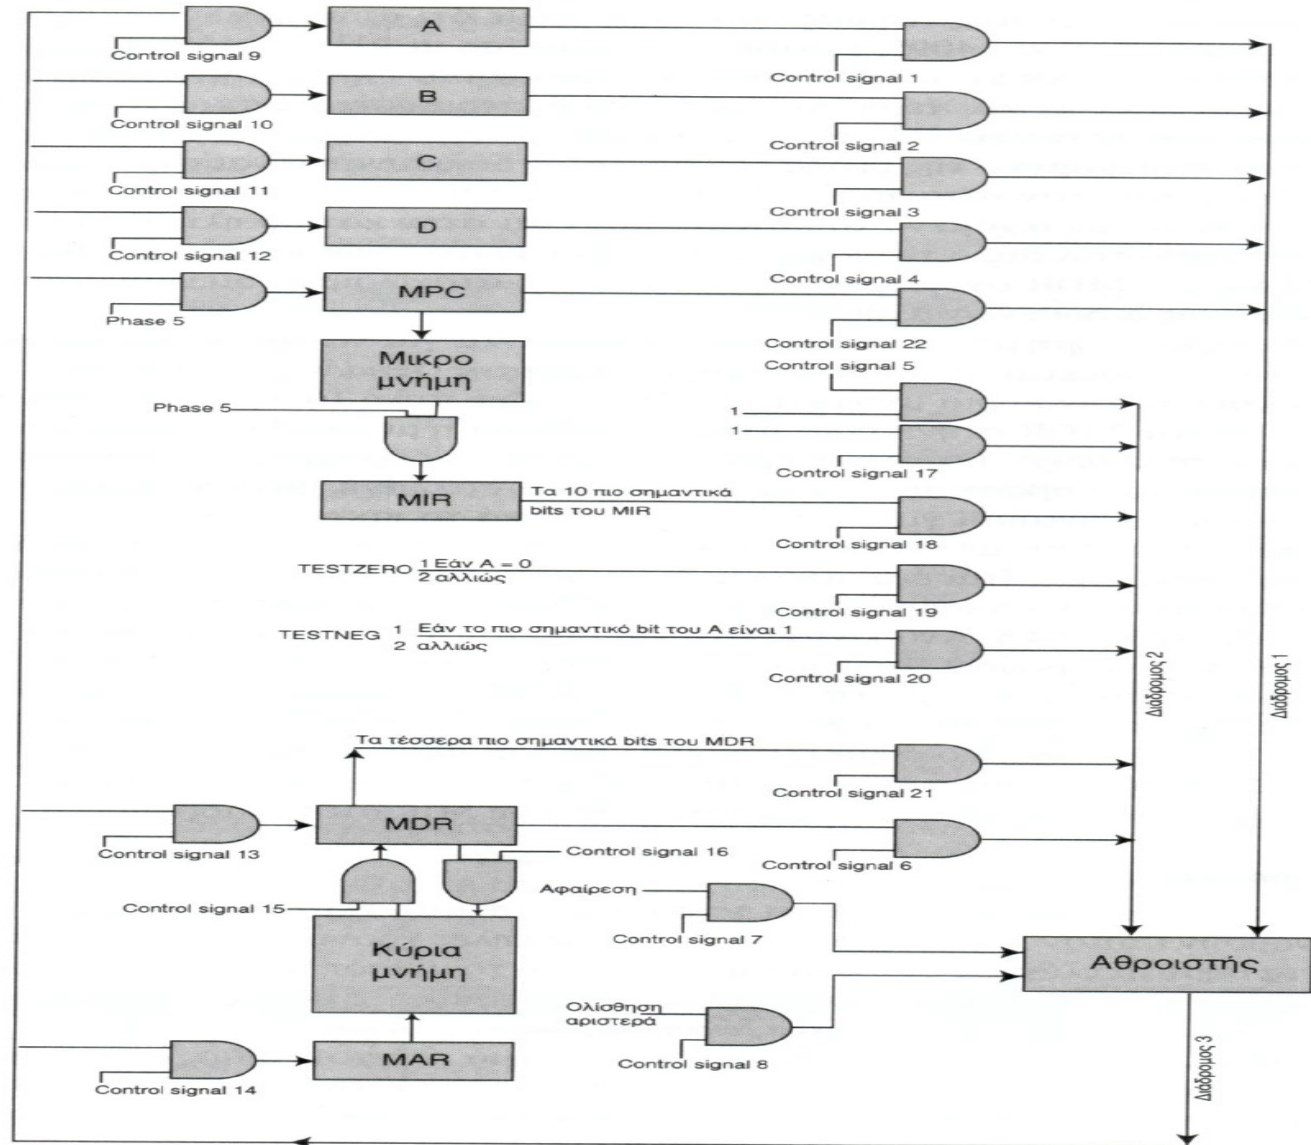 A
Control signal 9
Control signal 1
B
Control signal 10
Control signal 2
C
Control signal 11
Control signal 3
D
Control signal 12
Control signal 4
MPC
Phase 5
Control signal 22
Μικρο
μνήμη
Control signal 5
Phase 5
1
1
Control signal 17
MIR
Τα 10 πιο σημαντικά
bits του MIR
Control signal 18
TESTZERO 1 Εάν A = 0
2 αλλιώς
Control signal 19
TESTNEG 1 Εάν το πιο σημαντικό bit του A είναι 1
2 αλλιώς
Control signal 20
Διάδρομος 2
Διάδρομος 1
Τα τέσσερα πιο σημαντικά bits του MDR
Control signal 21
MDR
Control signal 13
Control signal 16
Control signal 6
Control signal 15
Αφαίρεση
Control signal 7
Κύρια
μνήμη
Αθροιστής
Ολίσθηση
αριστερά
Control signal 8
MAR
Control signal 14
Διάδρομος 3